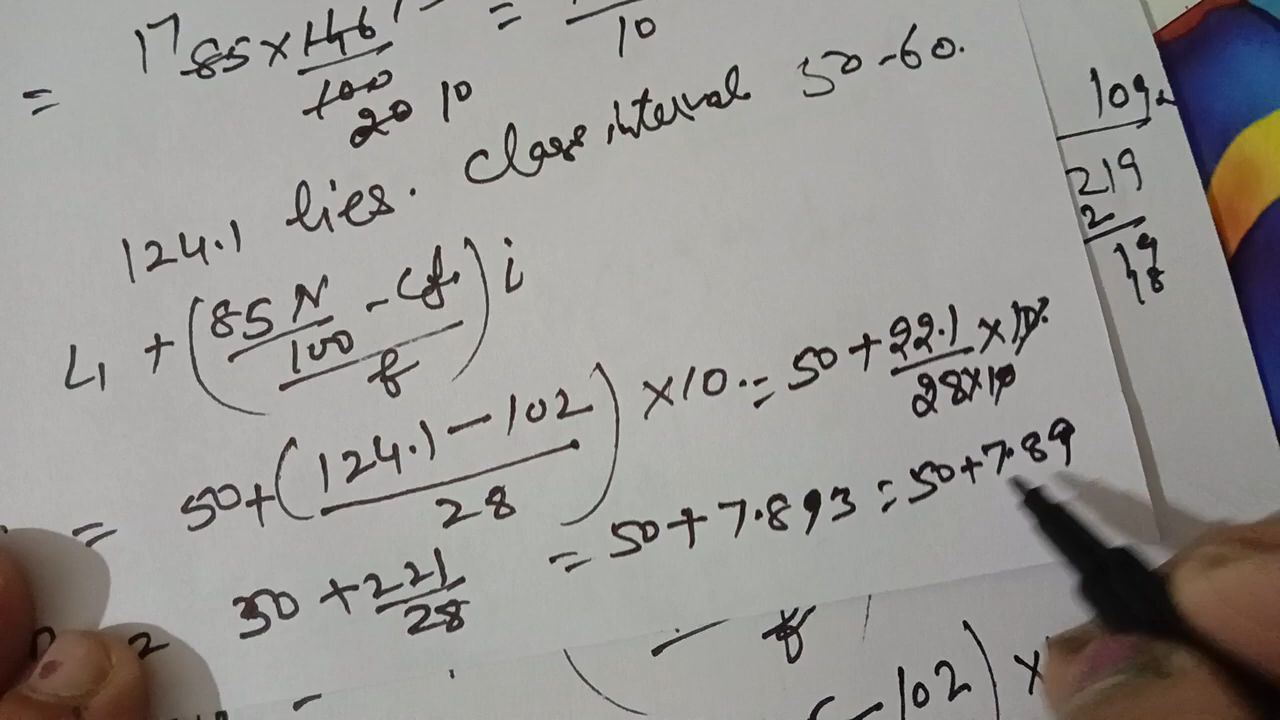 = 17 85 × 146 / 100 =
20 10 10
124.1 lies. Class interval 50-60.
L1 + (85N/100 - Cf. / f) i
= 50 + (124.1 - 102 / 28) × 10. = 50 + 22.1 / 28×10 × 10
50 + 221/28 = 50 + 7.893 = 50 + 7.89
- f
- 102) ×
109
219
2
19
18